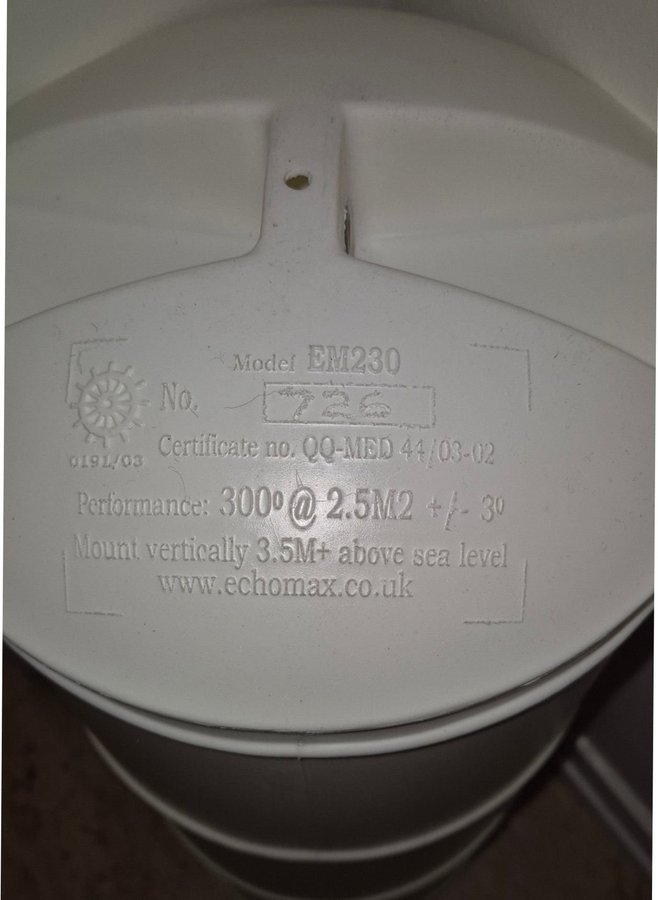 Model EM230
No. 726
0191/03
Certificate no. QQ-MED 44/03-02
Performance: 300º @ 2.5M2 +/- 3º
Mount vertically 3.5M+ above sea level
www.echomax.co.uk